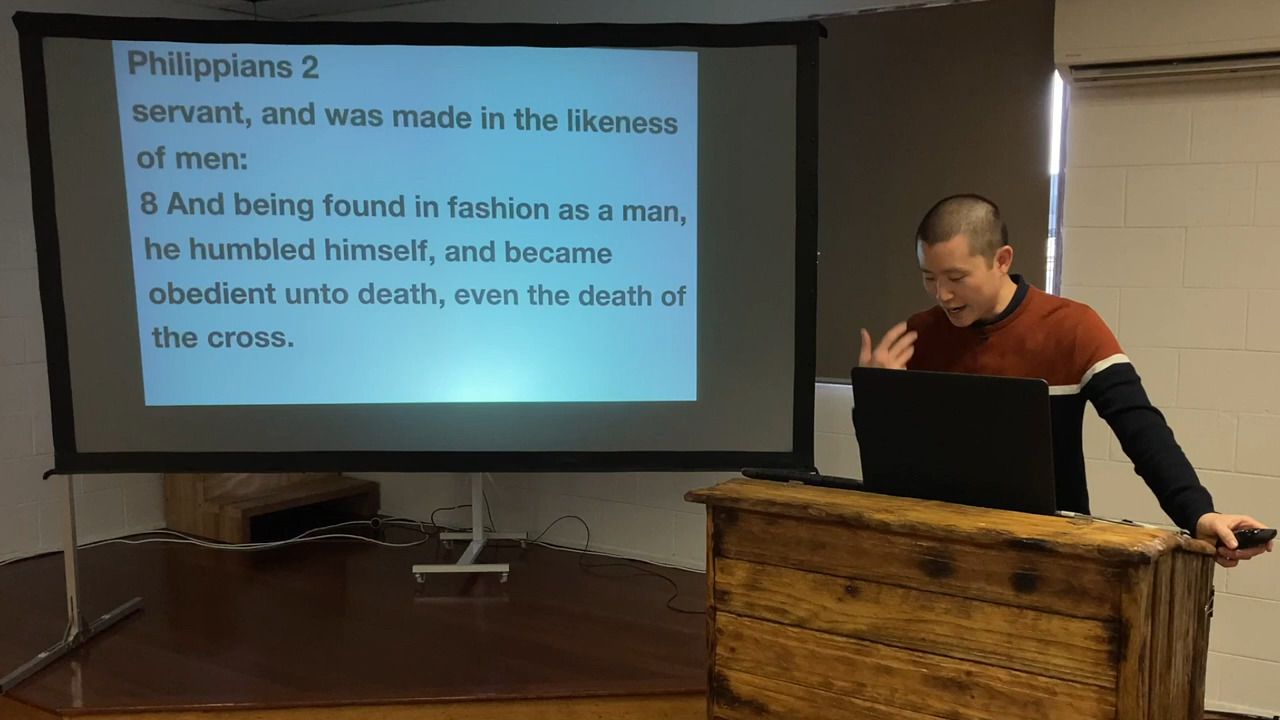 Philippians 2
servant, and was made in the likeness
of men:
8 And being found in fashion as a man,
he humbled himself, and became
obedient unto death, even the death of
the cross.